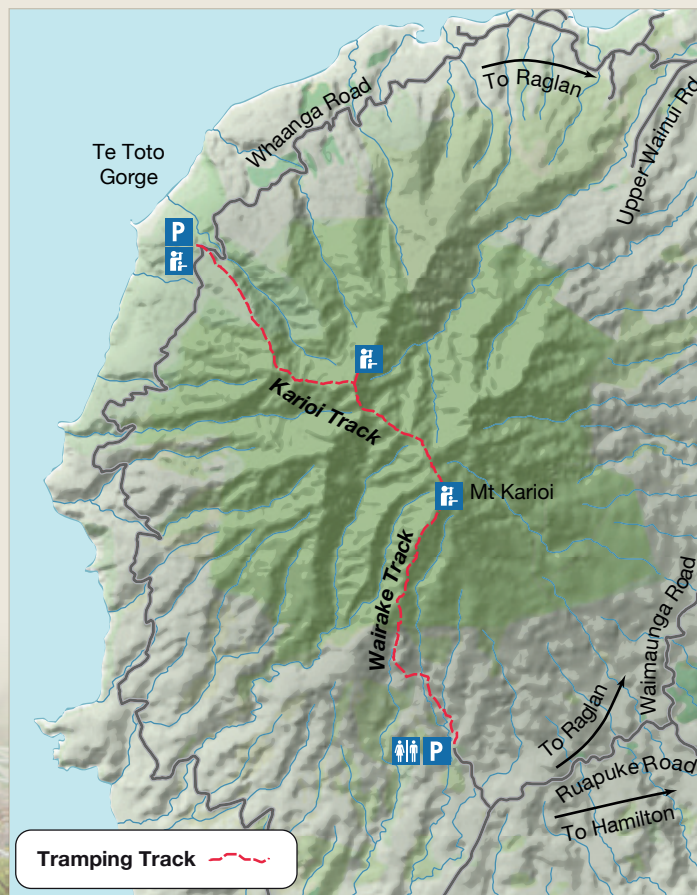 To Raglan
Whaanga Road
Upper Wainui Rd
Te Toto
Gorge
P
Karioi Track
Mt Karioi
Wairake Track
Waimaunga Road
To Raglan
P
Ruapuke Road
To Hamilton
Tramping Track